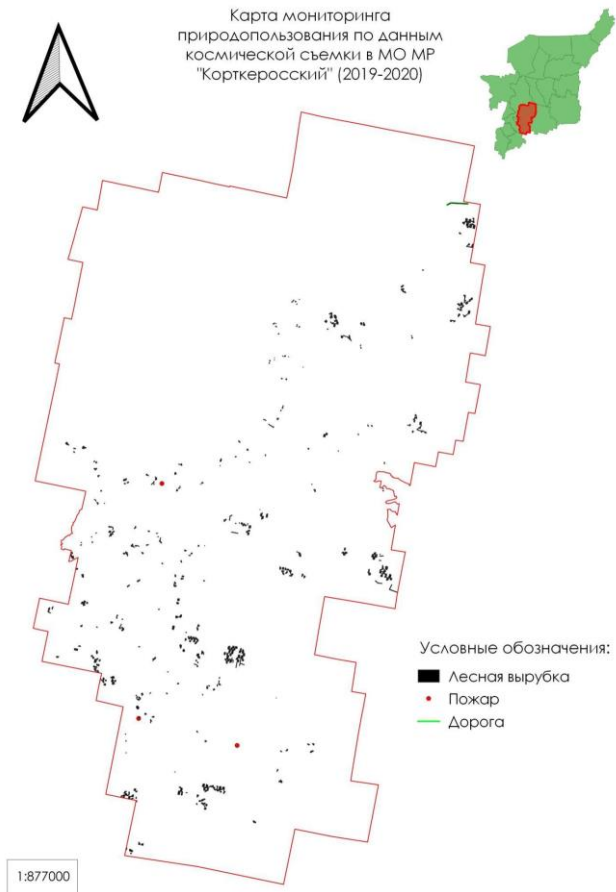 Карта мониторинга
природопользования по данным
космической съемки в МО МР
"Корткеросский" (2019-2020)
Условные обозначения:
Лесная вырубка
Пожар
Дорога
1:877000